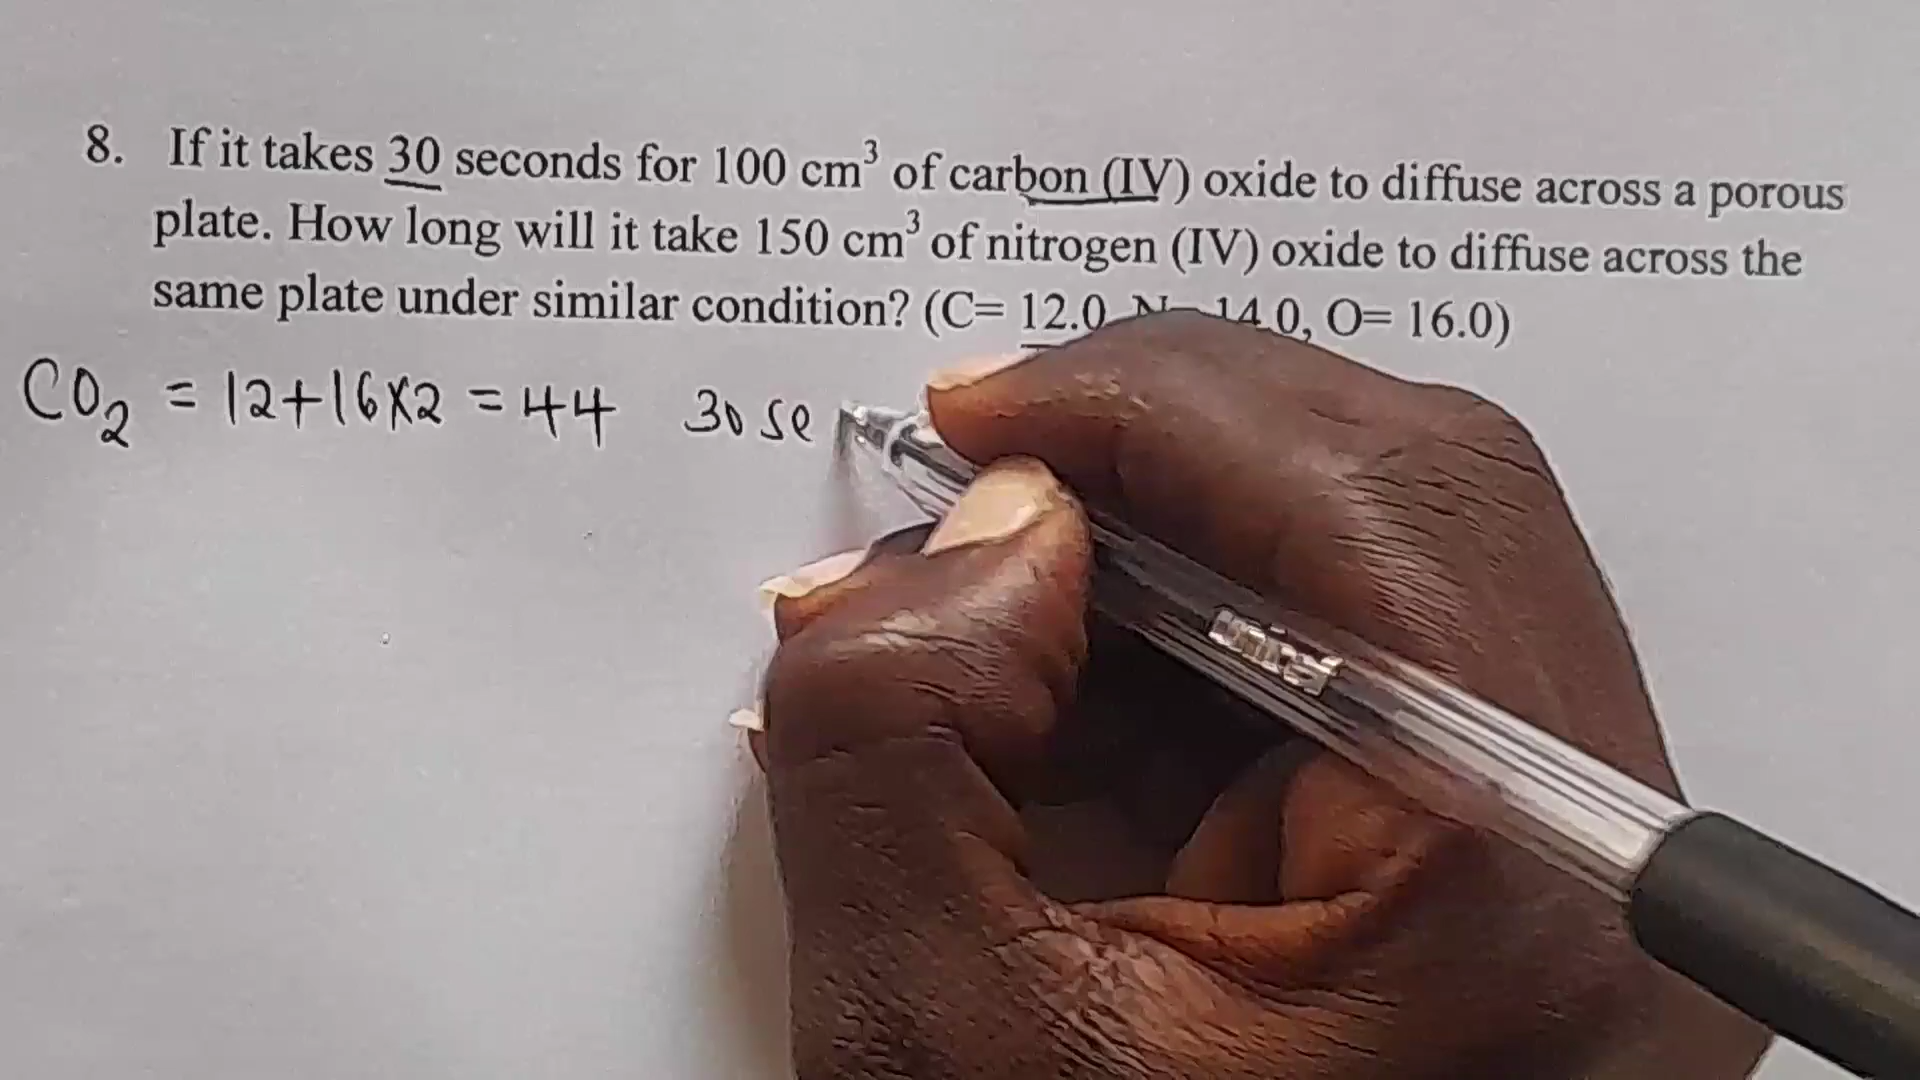 8. If it takes 30 seconds for 100 cm³ of carbon (IV) oxide to diffuse across a porous
plate. How long will it take 150 cm³ of nitrogen (IV) oxide to diffuse across the
same plate under similar condition? (C= 12.0, N= 14.0, O= 16.0)
CO₂ = 12+16X2 = 44 30 se